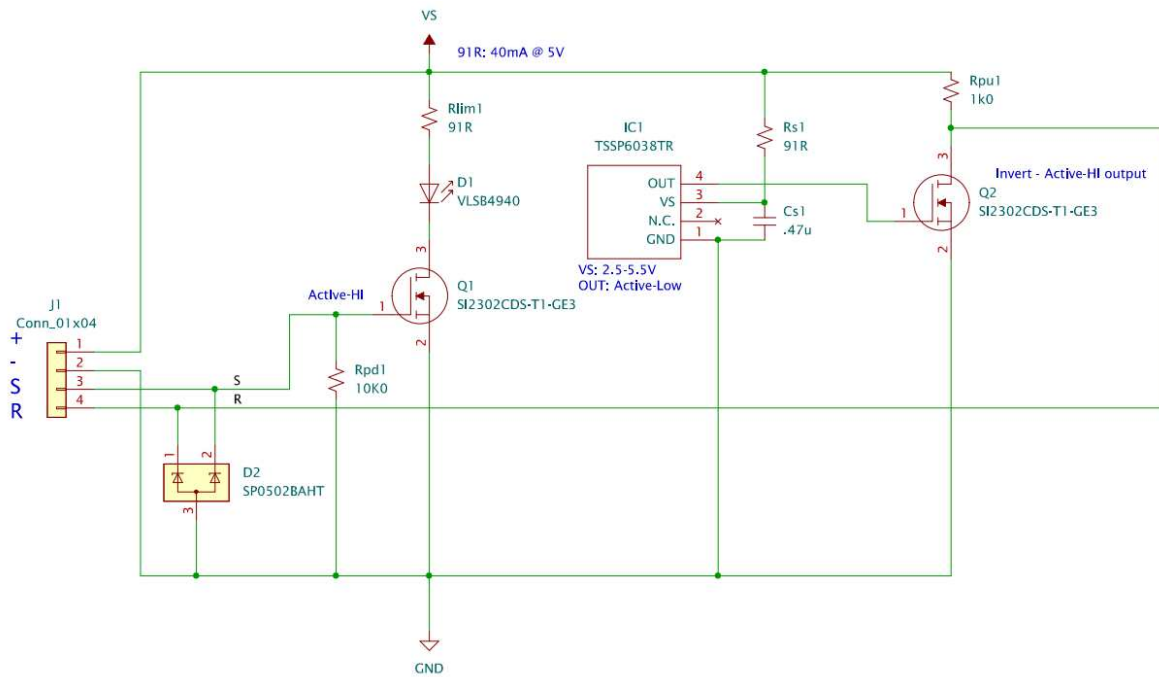 VS
91R: 40mA @ 5V
Rlim1
91R
D1
VLSB4940
3
Q1
SI2302CDS-T1-GE3
1
2
Active-HI
Rpd1
10K0
J1
Conn_01x04
+
-
S
R
1
2
3
4
S
R
1
2
D2
SP0502BAHT
3
GND
IC1
TSSP6038TR
OUT
VS
N.C.
GND
4
3
2
1
VS: 2.5-5.5V
OUT: Active-Low
Rs1
91R
Cs1
.47u
Rpu1
1k0
3
Q2
SI2302CDS-T1-GE3
1
2
Invert - Active-HI output